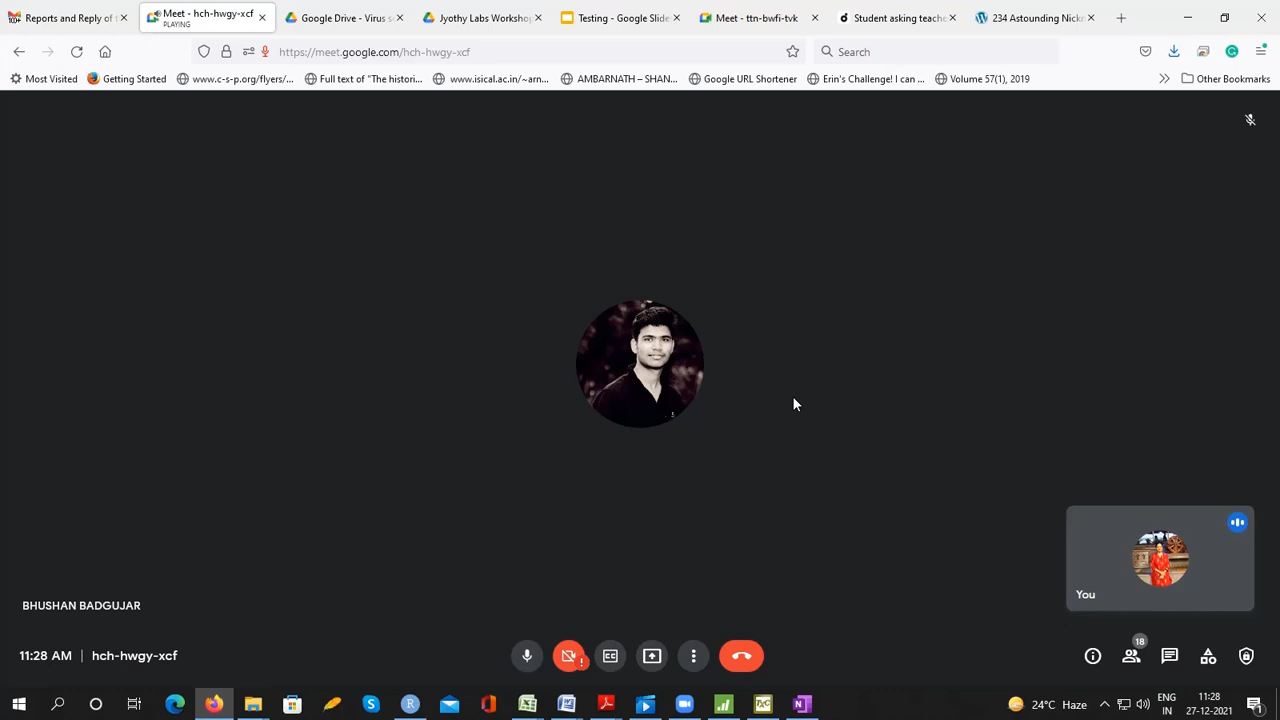 Reports and Reply of
Meet - hch-hwgy-xcf
PLAYING
Google Drive - Virus s
Jyothy Labs Workshop
Testing - Google Slide
Meet - ttn-bwfi-tvk
Student asking teache
234 Astounding Nickn
https://meet.google.com/hch-hwgy-xcf
Search
Most Visited
Getting Started
www.c-s-p.org/flyers/...
Full text of "The histori...
www.isical.ac.in/~arn...
AMBARNATH – SHAN...
Google URL Shortener
Erin's Challenge! I can ...
Volume 57(1), 2019
Other Bookmarks
You
BHUSHAN BADGUJAR
11:28 AM | hch-hwgy-xcf
18
24°C Haze
ENG
IN
11:28
27-12-2021
1